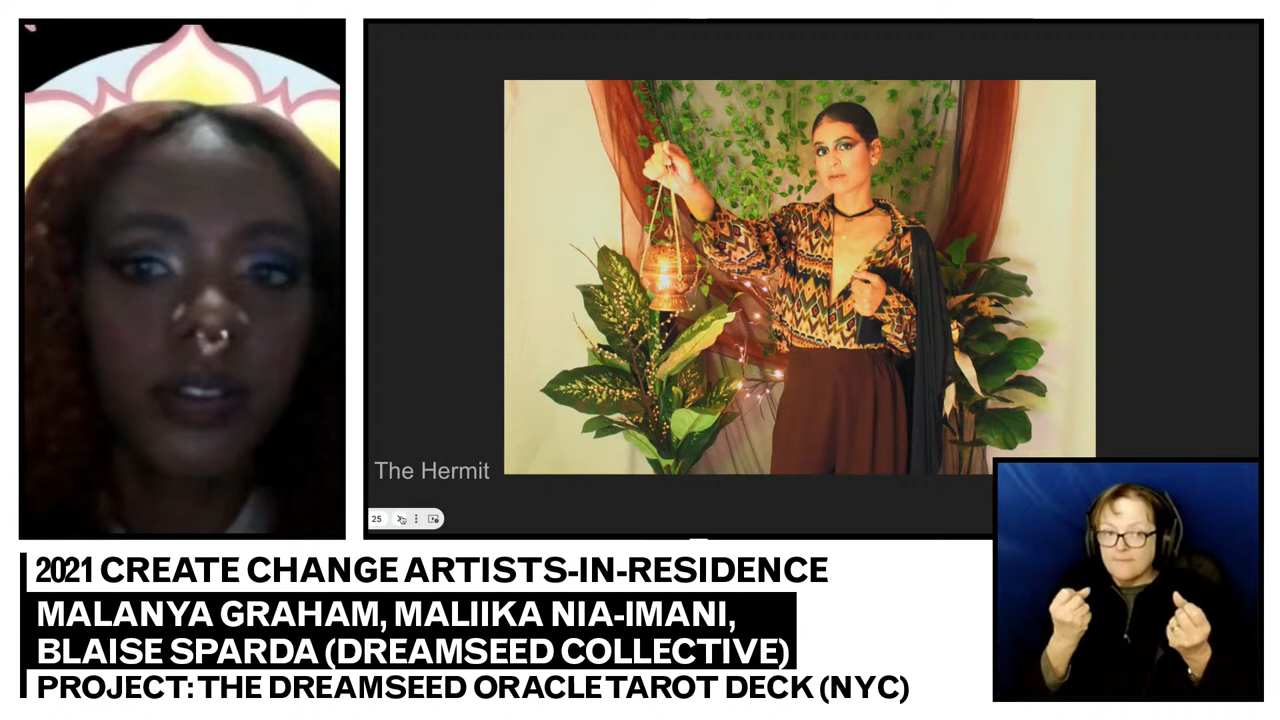 The Hermit
25
2021 CREATE CHANGE ARTISTS-IN-RESIDENCE
MALANYA GRAHAM, MALIIKA NIA-IMANI,
BLAISE SPARDA (DREAMSEED COLLECTIVE)
PROJECT: THE DREAMSEED ORACLE TAROT DECK (NYC)